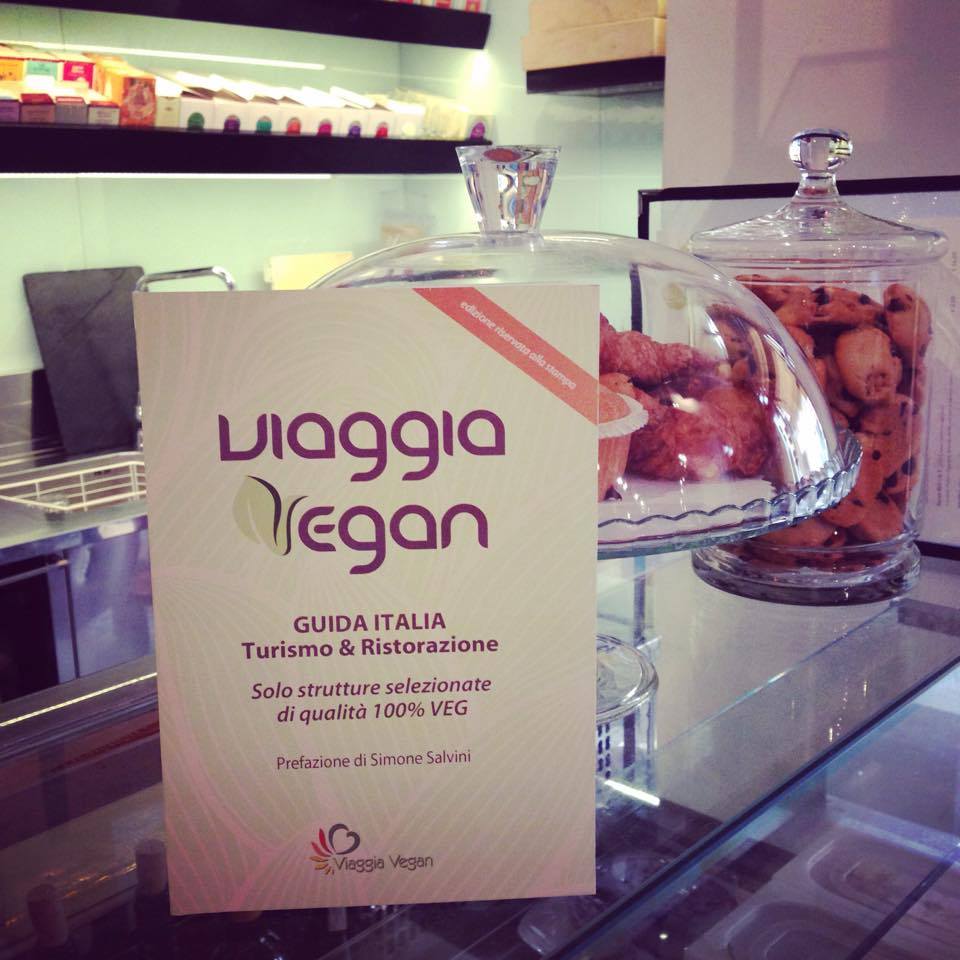 edizione riservata alla stampa
viaggia
Vegan
GUIDA ITALIA
Turismo & Ristorazione
Solo strutture selezionate
di qualità 100% VEG
Prefazione di Simone Salvini
Viaggia Vegan